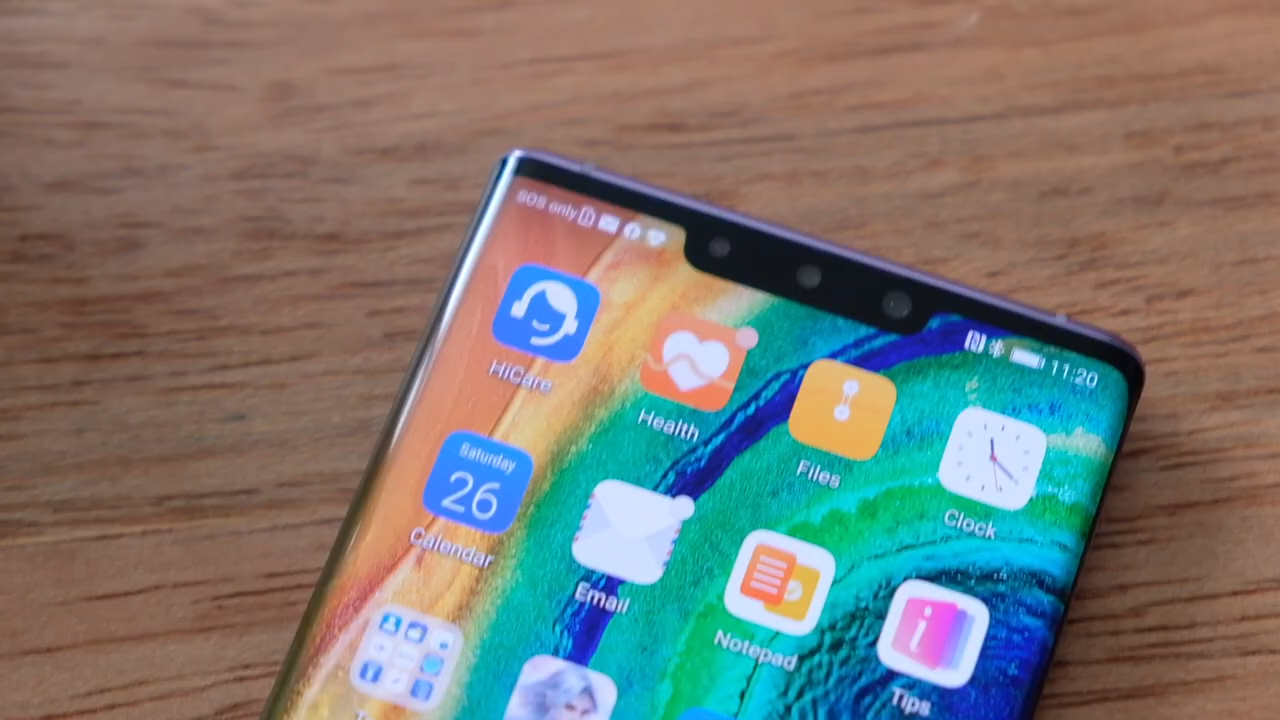 SOS only
11:20
HiCare
Health
Files
Clock
Saturday
26
Calendar
Email
Notepad
i
Tips